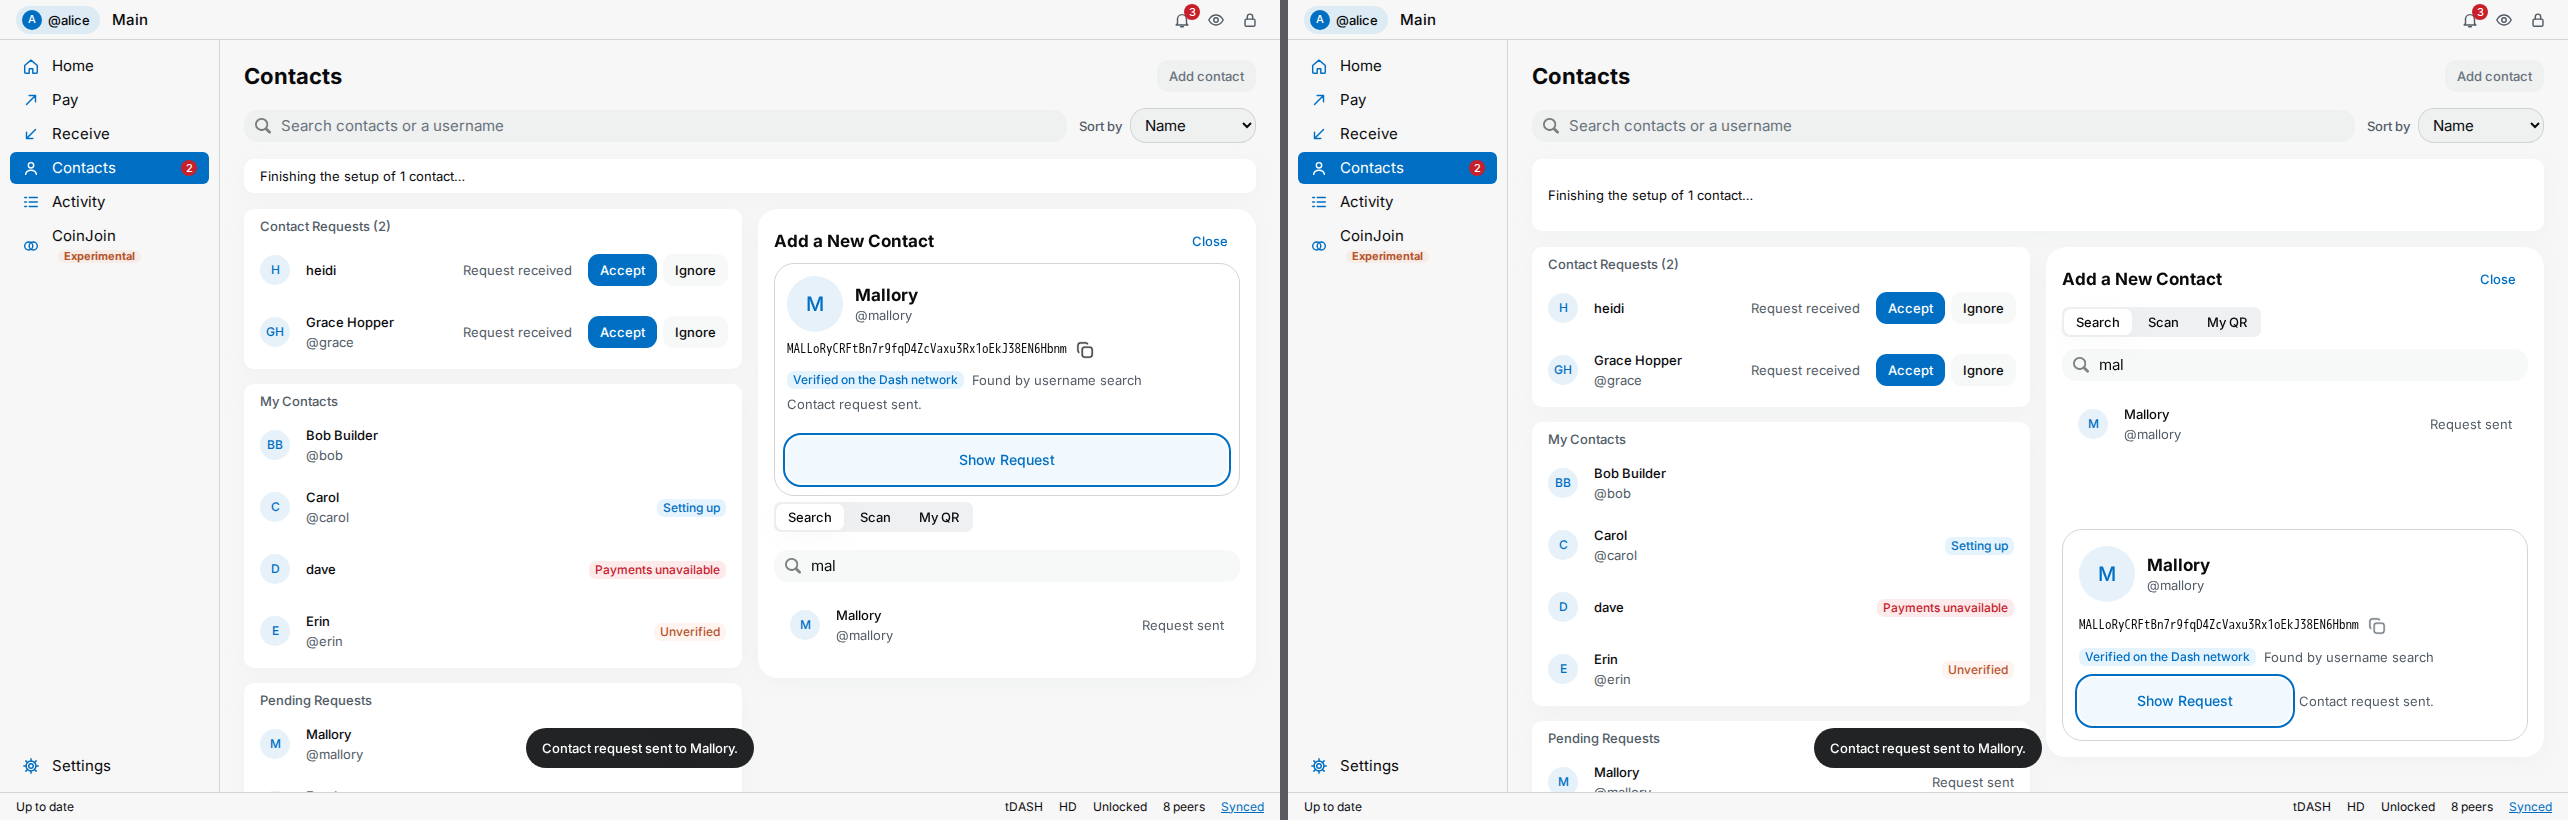 A @alice Main 3
Home
Pay
Receive
Contacts 2
Activity
CoinJoin
Experimental
Settings
Contacts
Add contact
Search contacts or a username
Sort by Name
Finishing the setup of 1 contact...
Contact Requests (2)
H heidi Request received Accept Ignore
GH Grace Hopper
@grace
Request received Accept Ignore
My Contacts
BB Bob Builder
@bob
C Carol
@carol
Setting up
D dave Payments unavailable
E Erin
@erin
Unverified
Pending Requests
M Mallory
@mallory
Add a New Contact Close
M Mallory
@mallory
MALLoRyCRFtBn7r9fqD4ZcVaxu3Rx1oEkJ38EN6Hbnm
Verified on the Dash network Found by username search
Contact request sent.
Show Request
Search Scan My QR
mal
M Mallory
@mallory
Request sent
Contact request sent to Mallory.
Up to date tDASH HD Unlocked 8 peers Synced
A @alice Main 3
Home
Pay
Receive
Contacts 2
Activity
CoinJoin
Experimental
Settings
Contacts
Add contact
Search contacts or a username
Sort by Name
Finishing the setup of 1 contact...
Contact Requests (2)
H heidi Request received Accept Ignore
GH Grace Hopper
@grace
Request received Accept Ignore
My Contacts
BB Bob Builder
@bob
C Carol
@carol
Setting up
D dave Payments unavailable
E Erin
@erin
Unverified
Pending Requests
M Mallory
@mallory
Request sent
Add a New Contact Close
Search Scan My QR
mal
M Mallory
@mallory
Request sent
M Mallory
@mallory
MALLoRyCRFtBn7r9fqD4ZcVaxu3Rx1oEkJ38EN6Hbnm
Verified on the Dash network Found by username search
Show Request Contact request sent.
Contact request sent to Mallory.
Up to date tDASH HD Unlocked 8 peers Synced